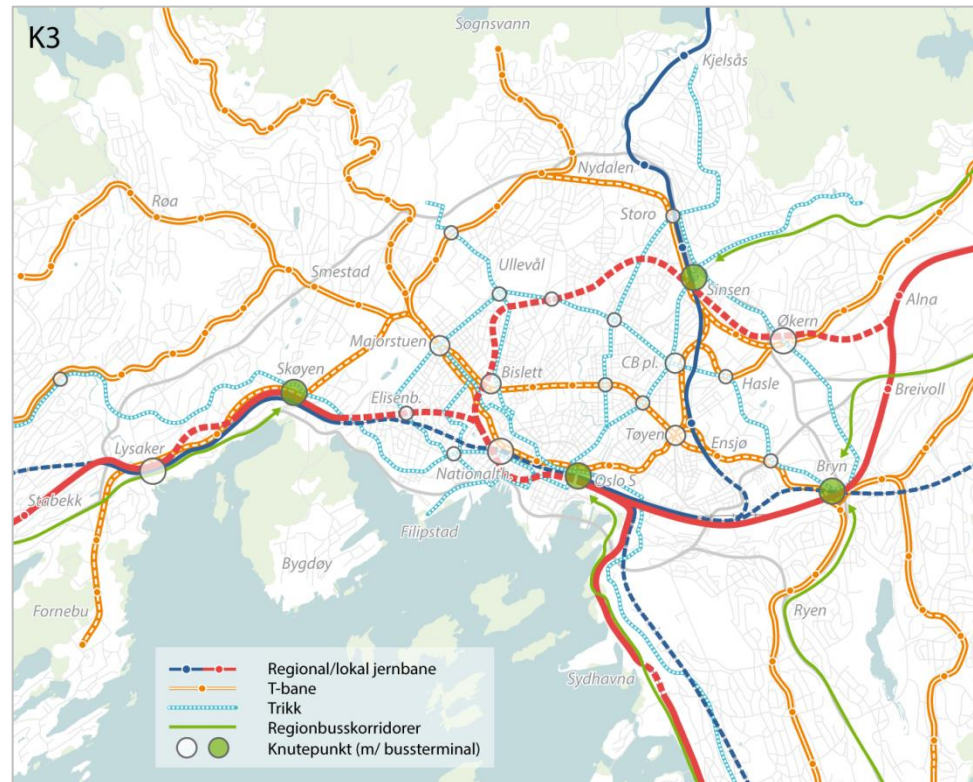 K3
Sognsvann
Kjelsås
Nydalen
Røa
Storo
Ullevål
Smestad
Sinsen
Alna
Økern
Majorstuen
Skøyen
Bislett
CB pl.
Hasle
Breivoll
Elisenb.
Lysaker
Tøyen
Ensjø
Bryn
Nationalth.
Oslo S
Stabekk
Filipstad
Bygdøy
Fornebu
Ryen
Sydhavna
Regional/lokal jernbane
T-bane
Trikk
Regionbusskorridorer
Knutepunkt (m/ bussterminal)